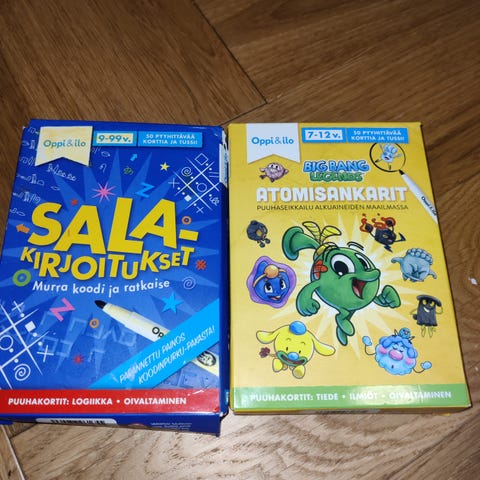 Oppi&ilo
9-99 v.
50 PYYHITTÄVÄÄ
KORTTIA JA TUSSI!
SALA-
KIRJOITUKSET
Murra koodi ja ratkaise
PARANNETTU PAINOS
KOODINPURKU-PAKASTA!
PUUHAKORTIT: LOGIIKKA • OIVALTAMINEN
Oppi&ilo
7-12 v.
50 PYYHITTÄVÄÄ
KORTTIA JA TUSSI!
BIG BANG
LEGENDS
ATOMISANKARIT
PUUHASEIKKAILU ALKUAINEIDEN MAAILMASSA
PUUHAKORTIT: TIEDE • ILMIÖT • OIVALTAMINEN